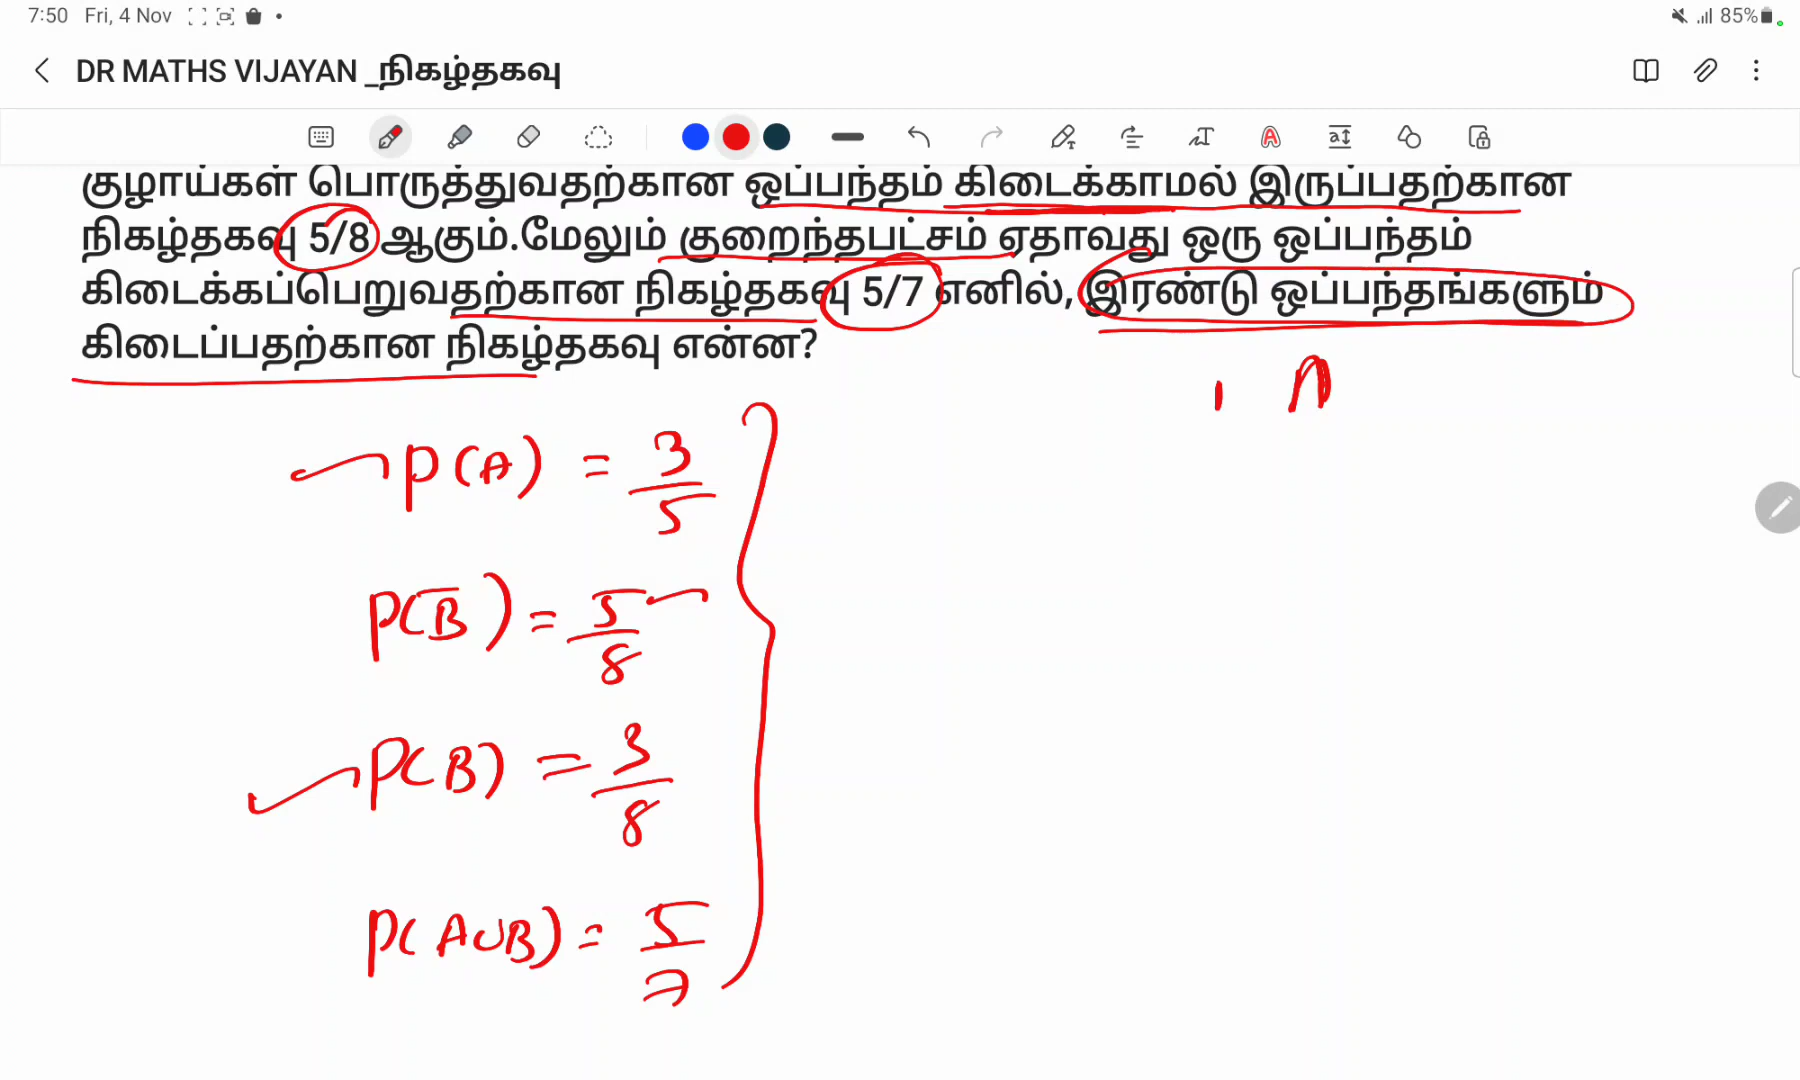 7:50 Fri, 4 Nov
85%
DR MATHS VIJAYAN _நிகழ்தகவு
குழாய்கள் பொருத்துவதற்கான ஒப்பந்தம் கிடைக்காமல் இருப்பதற்கான
நிகழ்தகவு 5/8 ஆகும்.மேலும் குறைந்தபட்சம் ஏதாவது ஒரு ஒப்பந்தம்
கிடைக்கப்பெறுவதற்கான நிகழ்தகவு 5/7 எனில், இரண்டு ஒப்பந்தங்களும்
கிடைப்பதற்கான நிகழ்தகவு என்ன?
P(A) = 3/5
P(B̅) = 5/8
P(B) = 3/8
P(A∪B) = 5/7